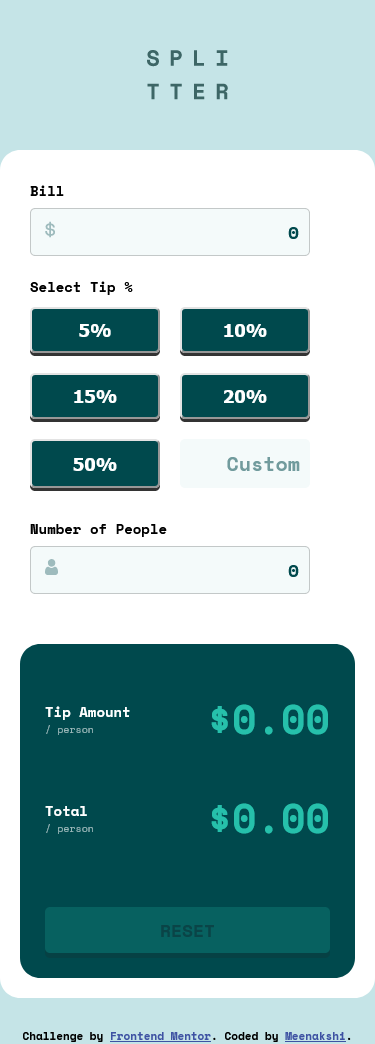 SPLI
TTER
Bill
$ 0
Select Tip %
5% 10%
15% 20%
50% Custom
Number of People
0
Tip Amount $0.00
/ person
Total $0.00
/ person
RESET
Challenge by Frontend Mentor. Coded by Meenakshi.